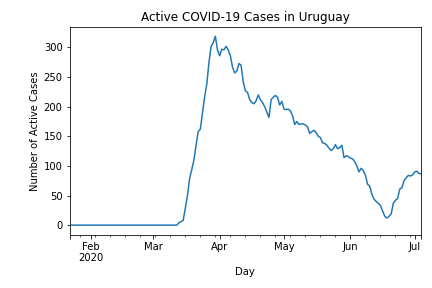 Active COVID-19 Cases in Uruguay
Number of Active Cases
300
250
200
150
100
50
0
Feb Mar Apr May Jun Jul
2020
Day